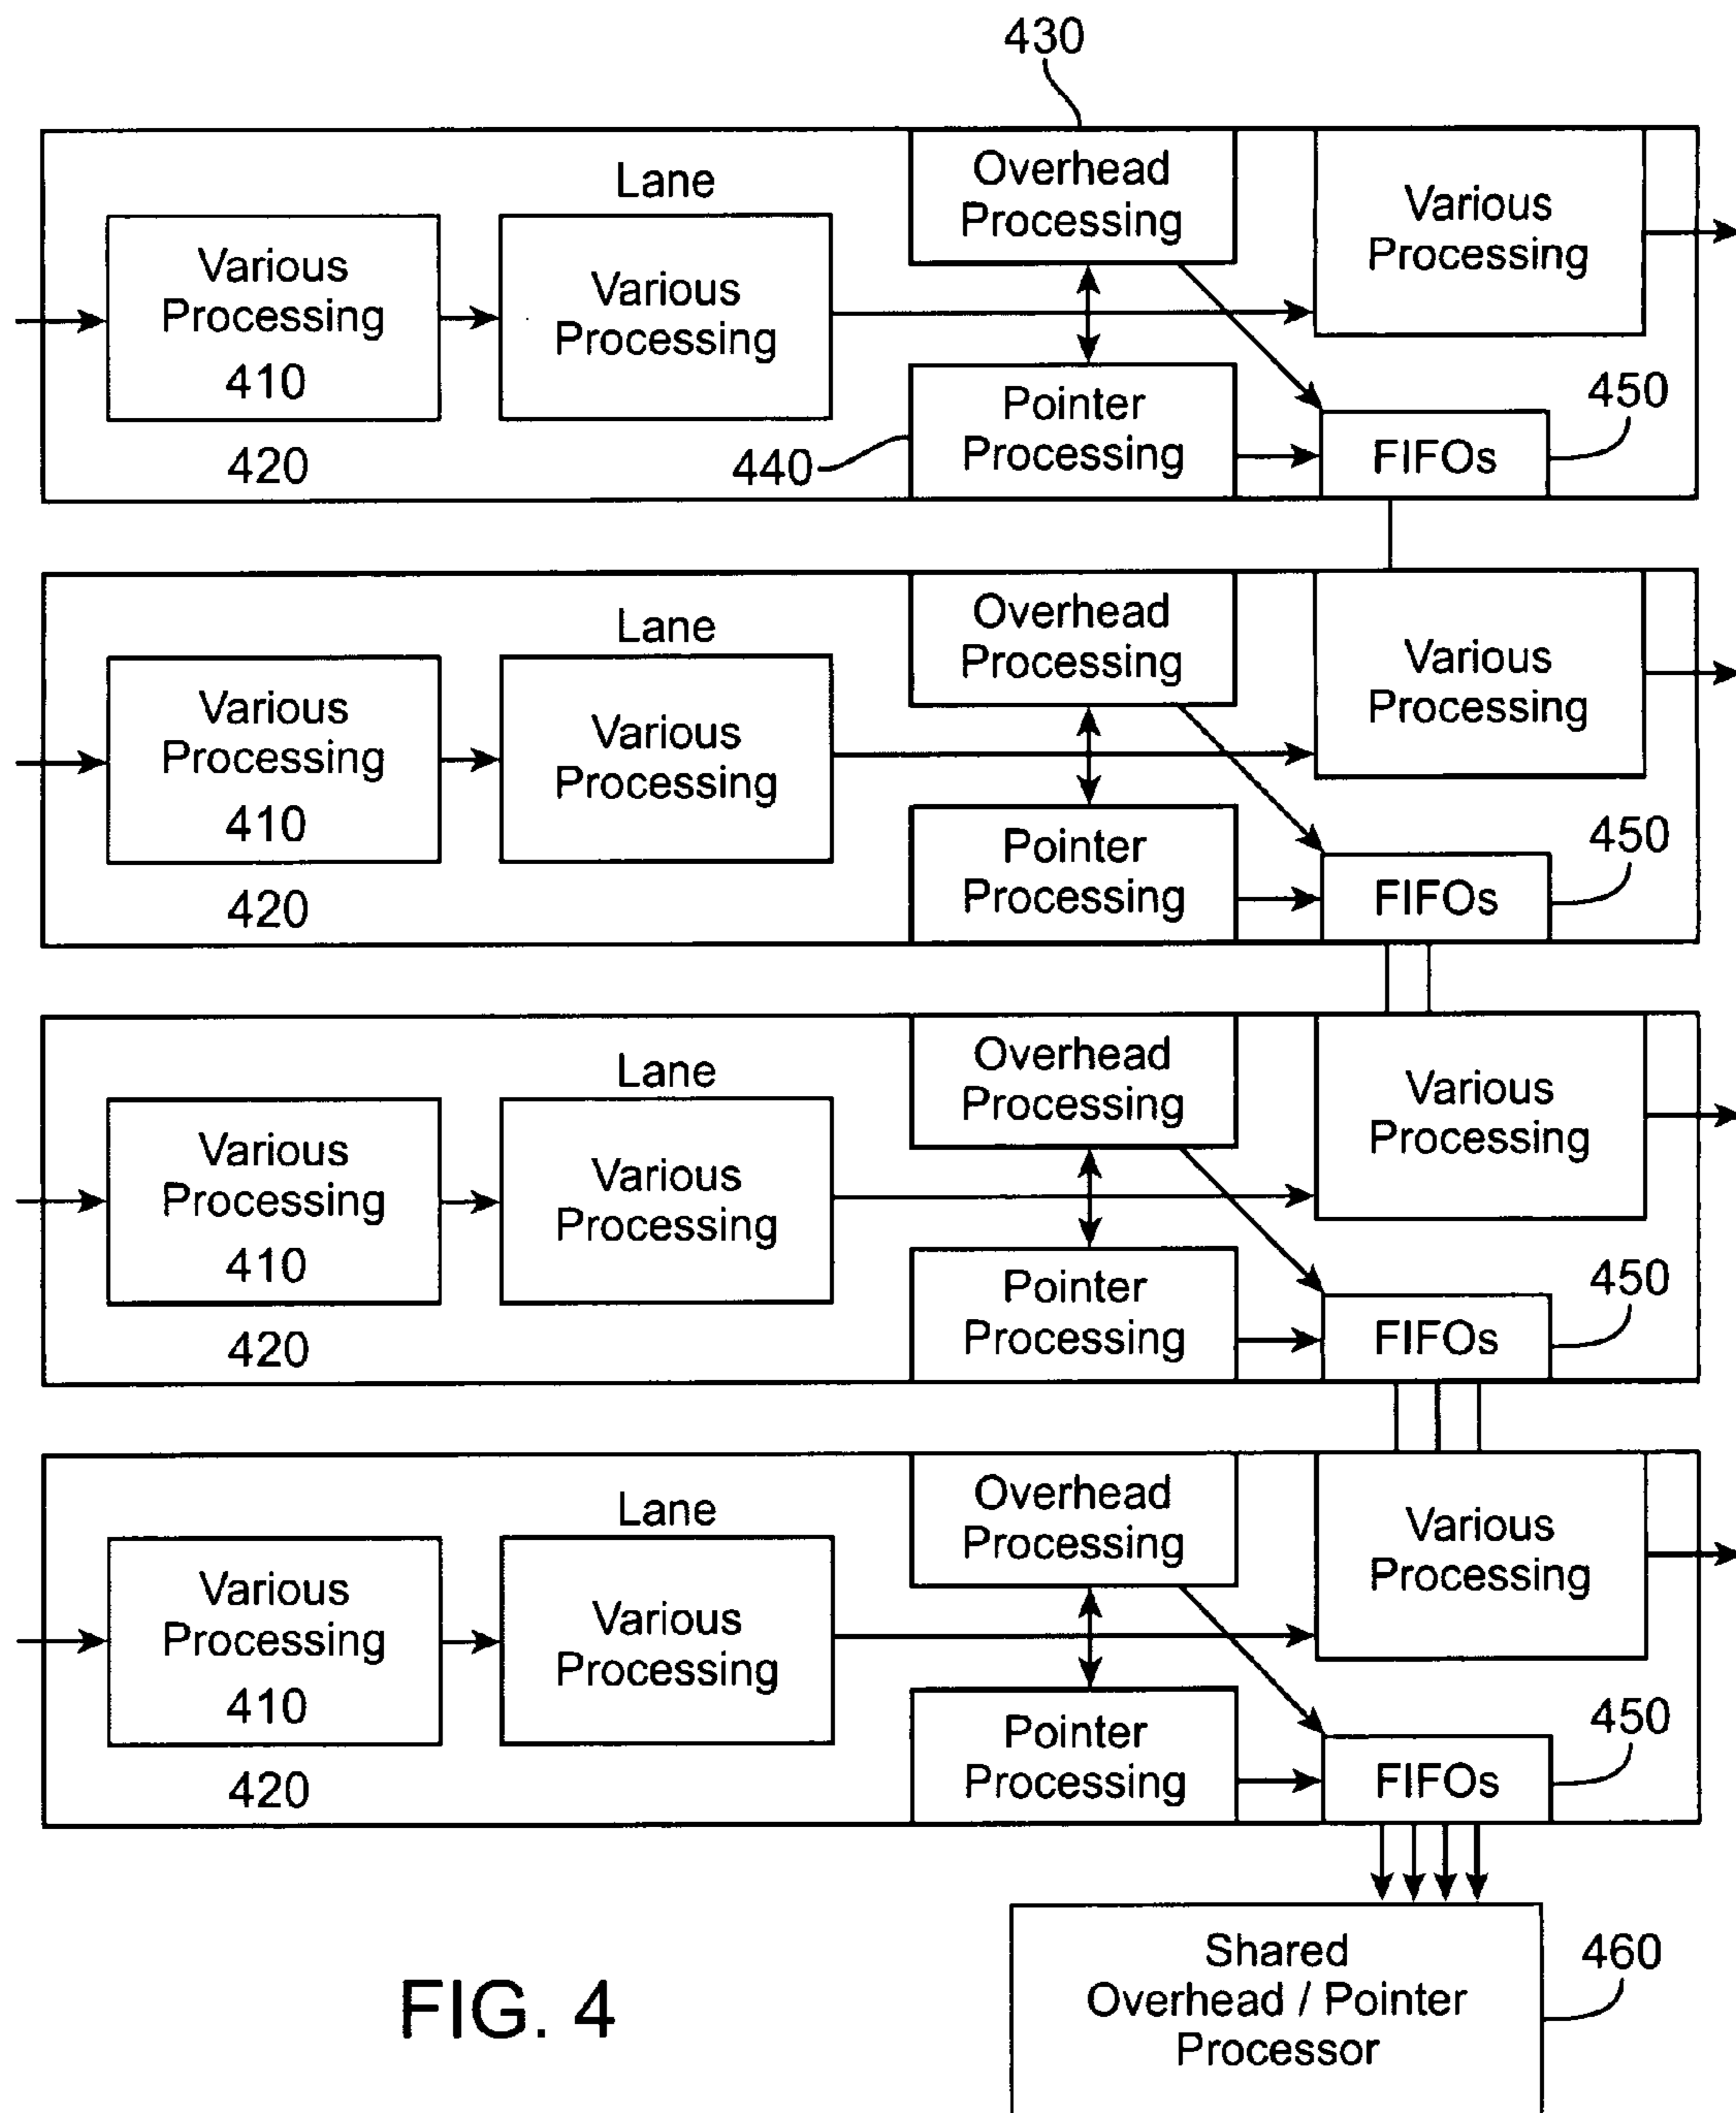 430
Lane
Overhead
Processing
Various
Processing
Various
Processing
410
Various
Processing
Pointer
Processing
440
FIFOs
450
420
Lane
Overhead
Processing
Various
Processing
Various
Processing
410
Various
Processing
Pointer
Processing
FIFOs
450
420
Lane
Overhead
Processing
Various
Processing
Various
Processing
410
Various
Processing
Pointer
Processing
FIFOs
450
420
Lane
Overhead
Processing
Various
Processing
Various
Processing
410
Various
Processing
Pointer
Processing
FIFOs
450
420
Shared
Overhead / Pointer
Processor
460
FIG. 4